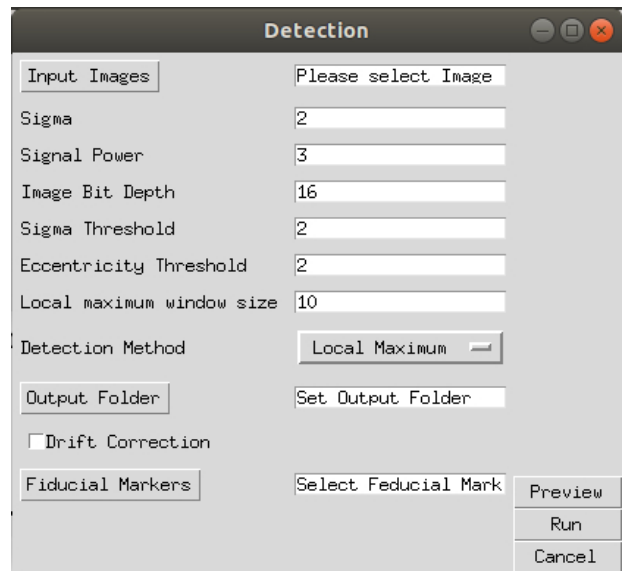 Detection
Input Images Please select Image
Sigma 2
Signal Power 3
Image Bit Depth 16
Sigma Threshold 2
Eccentricity Threshold 2
Local maximum window size 10
Detection Method Local Maximum
Output Folder Set Output Folder
Drift Correction
Fiducial Markers Select Feducial Mark
Preview
Run
Cancel